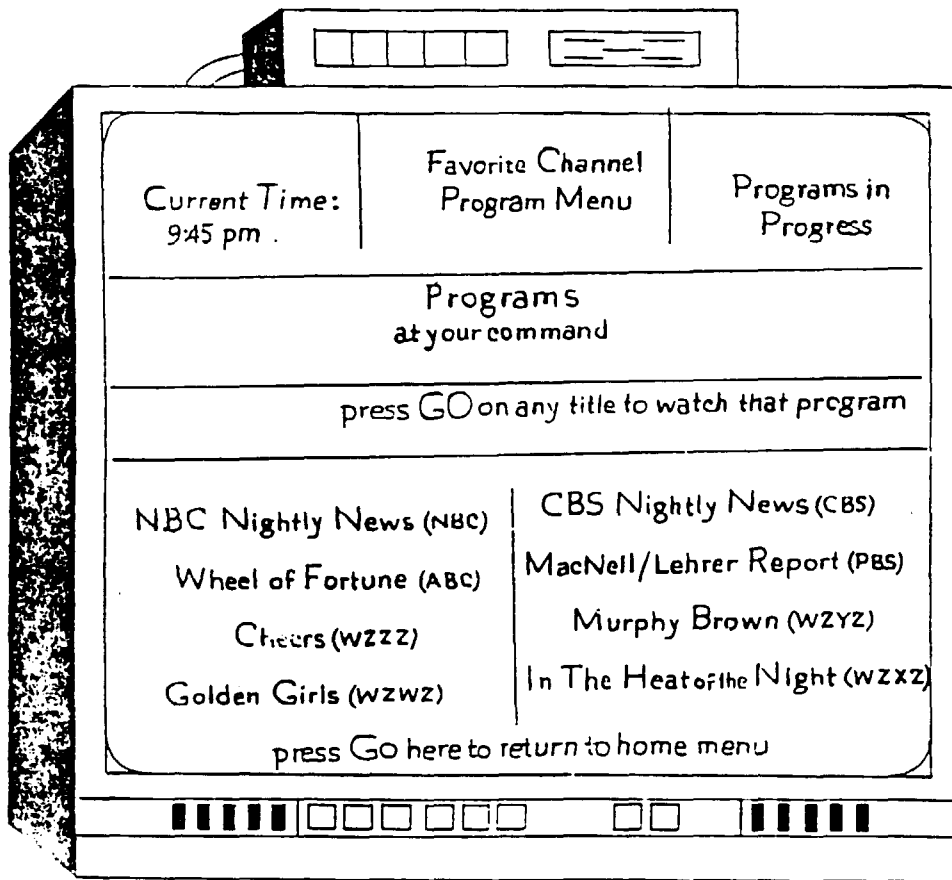 Current Time:
9:45 pm .
Favorite Channel
Program Menu
Programs in
Progress
Programs
at your command
press GO on any title to watch that program
NBC Nightly News (NBC)
Wheel of Fortune (ABC)
Cheers (WZZZ)
Golden Girls (WZWZ)
CBS Nightly News (CBS)
MacNell/Lehrer Report (PBS)
Murphy Brown (WZYZ)
In The Heat of the Night (WZXZ)
press Go here to return to home menu